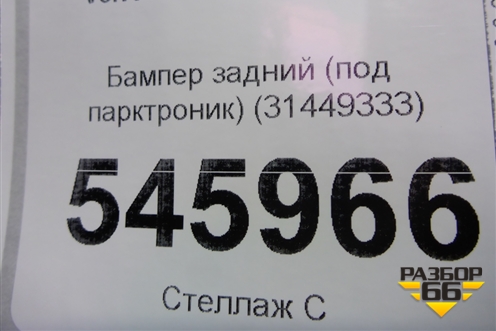 Бампер задний (под
парктроник) (31449333)
545966
Стеллаж С
РАЗБОР
66